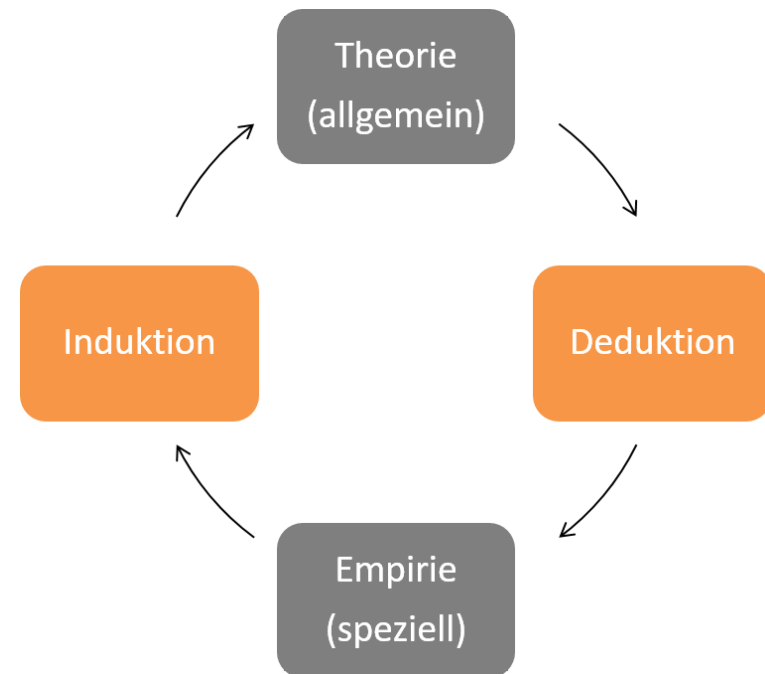 Theorie
(allgemein)
Induktion
Deduktion
Empirie
(speziell)